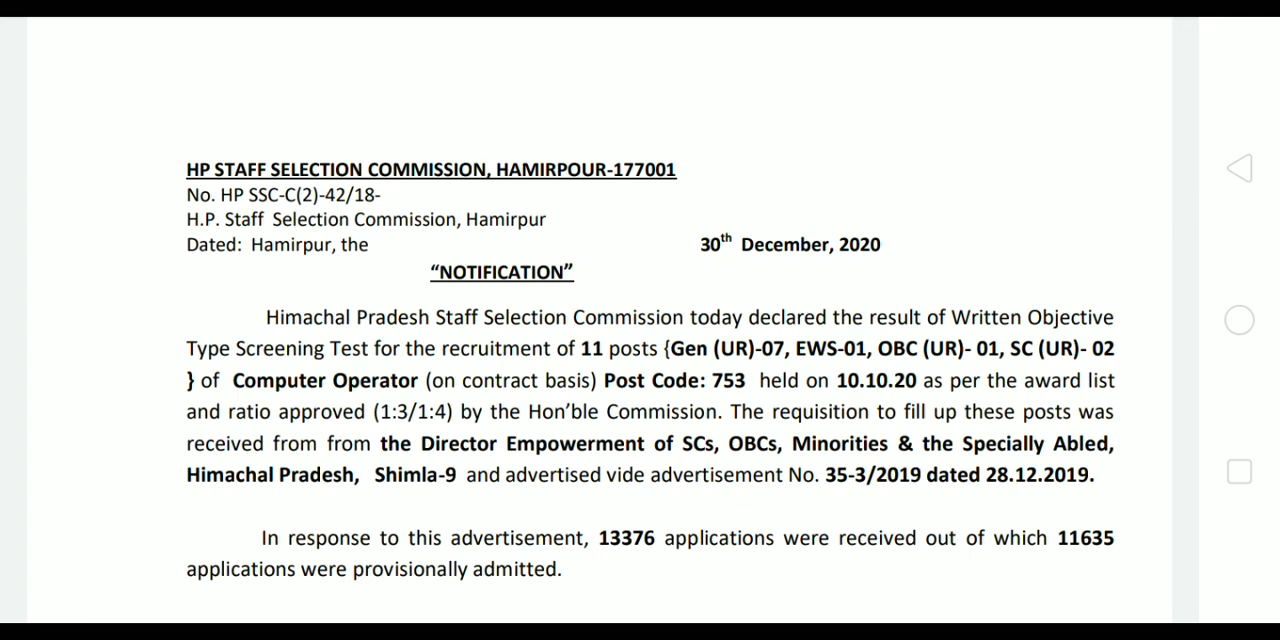 HP STAFF SELECTION COMMISSION, HAMIRPOUR-177001
No. HP SSC-C(2)-42/18-
H.P. Staff Selection Commission, Hamirpur
Dated: Hamirpur, the 30th December, 2020
“NOTIFICATION”
Himachal Pradesh Staff Selection Commission today declared the result of Written Objective
Type Screening Test for the recruitment of 11 posts {Gen (UR)-07, EWS-01, OBC (UR)- 01, SC (UR)- 02
} of Computer Operator (on contract basis) Post Code: 753 held on 10.10.20 as per the award list
and ratio approved (1:3/1:4) by the Hon’ble Commission. The requisition to fill up these posts was
received from from the Director Empowerment of SCs, OBCs, Minorities & the Specially Abled,
Himachal Pradesh, Shimla-9 and advertised vide advertisement No. 35-3/2019 dated 28.12.2019.
In response to this advertisement, 13376 applications were received out of which 11635
applications were provisionally admitted.